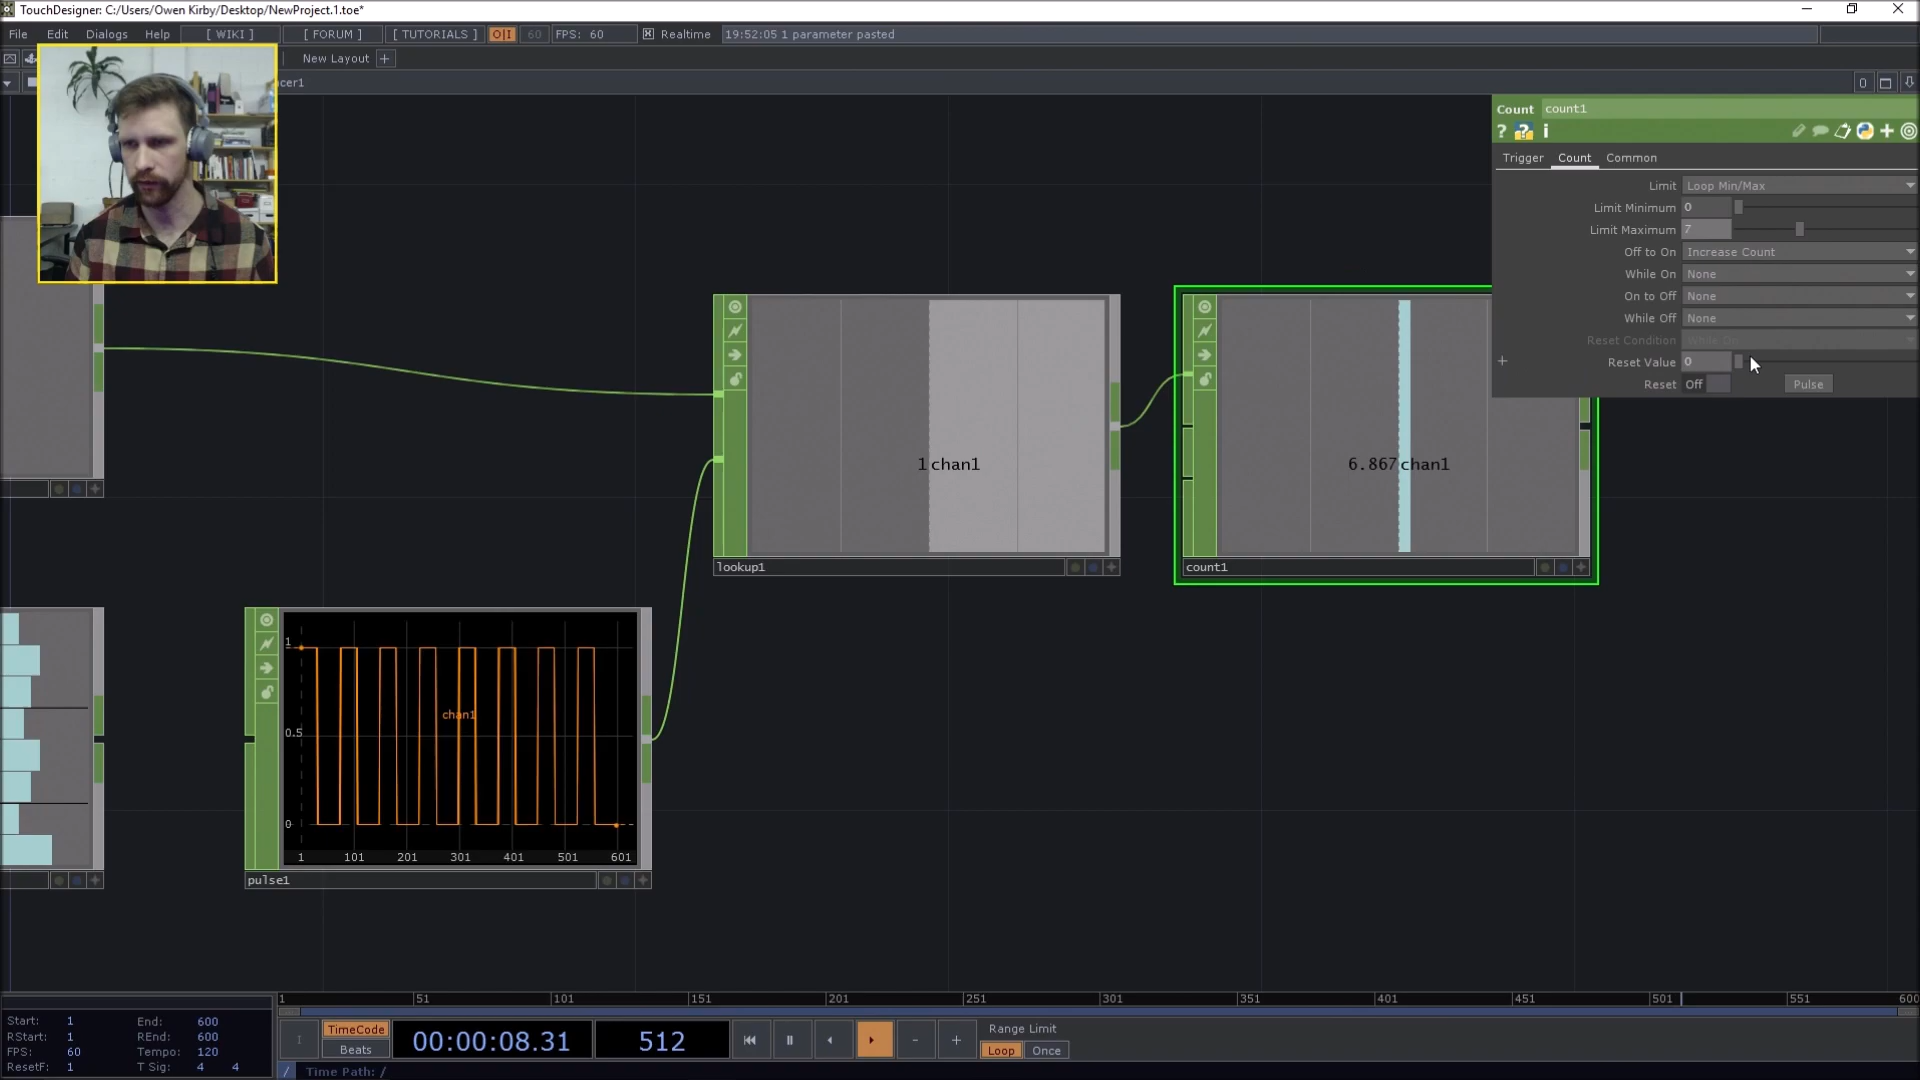 TouchDesigner: C:/Users/Owen Kirby/Desktop/NewProject.1.toe*
File Edit Dialogs Help [ WIKI ] [ FORUM ] [ TUTORIALS ] O|I 60 FPS: 60 Realtime 19:52:05 1 parameter pasted
New Layout +
cer1 0
Count count1
? ? i
Trigger Count Common
Limit Loop Min/Max
Limit Minimum 0
Limit Maximum 7
Off to On Increase Count
While On None
On to Off None
While Off None
Reset Condition While On
+ Reset Value 0
Reset Off Pulse
1 chan1
6.867 chan1
lookup1
count1
1
0.5
0
chan1
1 101 201 301 401 501 601
pulse1
1 51 101 151 201 251 301 351 401 451 501 551 600
Start: 1 End: 600
RStart: 1 REnd: 600
FPS: 60 Tempo: 120
ResetF: 1 T Sig: 4 4
TimeCode
Beats
00:00:08.31
512
- +
Range Limit
Loop Once
/ Time Path: /